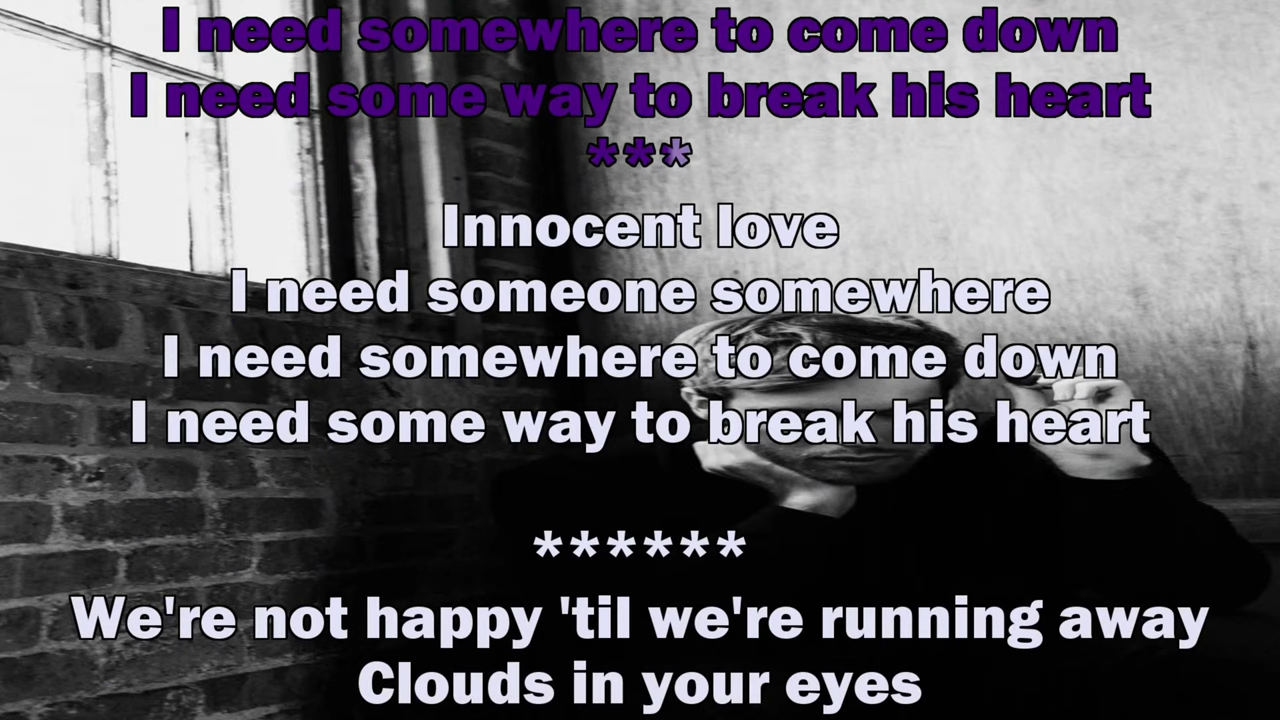 I need somewhere to come down
I need some way to break his heart
***
Innocent love
I need someone somewhere
I need somewhere to come down
I need some way to break his heart
******
We're not happy 'til we're running away
Clouds in your eyes